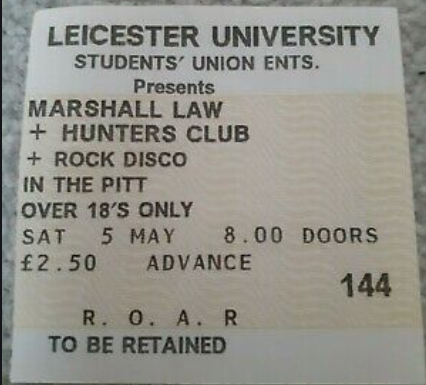 LEICESTER UNIVERSITY
STUDENTS' UNION ENTS.
Presents
MARSHALL LAW
+ HUNTERS CLUB
+ ROCK DISCO
IN THE PITT
OVER 18'S ONLY
SAT 5 MAY 8.00 DOORS
£2.50 ADVANCE
144
R. O. A. R
TO BE RETAINED